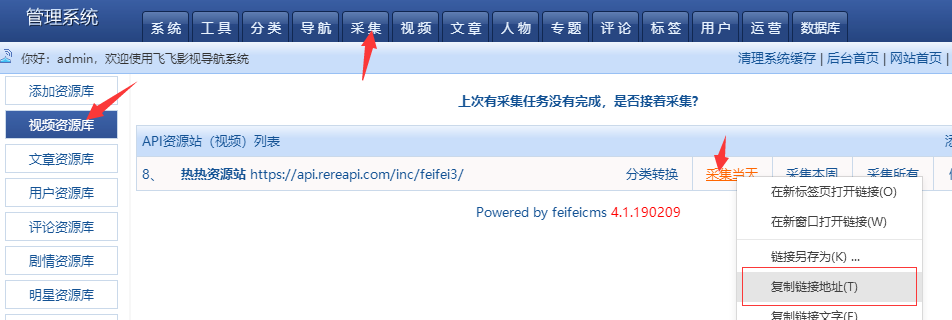 管理系统
系统 工具 分类 导航 采集 视频 文章 人物 专题 评论 标签 用户 运营 数据库
你好：admin，欢迎使用飞飞影视导航系统
清理系统缓存 | 后台首页 | 网站首页 |
添加资源库
上次有采集任务没有完成，是否接着采集？
视频资源库
API资源站（视频）列表
文章资源库
8、 热热资源站 https://api.rereapi.com/inc/feifei3/ 分类转换 采集当天 采集本周 采集所有
用户资源库
在新标签页打开链接(O)
Powered by feifeicms 4.1.190209
评论资源库
在新窗口打开链接(W)
剧情资源库
链接另存为(K) ...
明星资源库
复制链接地址(T)
复制链接文字(F)